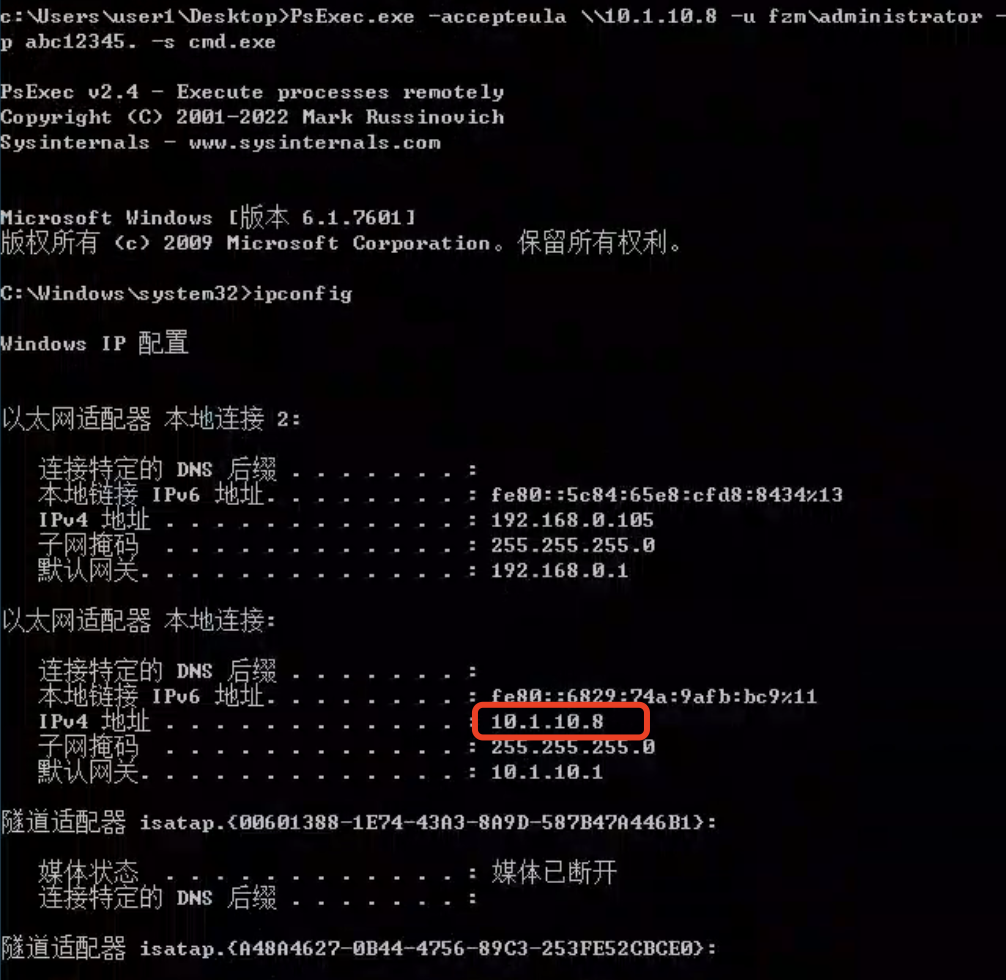 c:\Users\user1\Desktop>PsExec.exe -accepteula \\10.1.10.8 -u fzm\administrator -
p abc12345. -s cmd.exe
PsExec v2.4 - Execute processes remotely
Copyright (C) 2001-2022 Mark Russinovich
Sysinternals - www.sysinternals.com
Microsoft Windows [版本 6.1.7601]
版权所有 (c) 2009 Microsoft Corporation。保留所有权利。
C:\Windows\system32>ipconfig
Windows IP 配置
以太网适配器 本地连接 2:
连接特定的 DNS 后缀 . . . . . . . :
本地链接 IPv6 地址. . . . . . . . : fe80::5c84:65e8:cfd8:8434%13
IPv4 地址 . . . . . . . . . . . . : 192.168.0.105
子网掩码 . . . . . . . . . . . . : 255.255.255.0
默认网关. . . . . . . . . . . . . : 192.168.0.1
以太网适配器 本地连接:
连接特定的 DNS 后缀 . . . . . . . :
本地链接 IPv6 地址. . . . . . . . : fe80::6829:74a:9afb:bc9%11
IPv4 地址 . . . . . . . . . . . . : 10.1.10.8
子网掩码 . . . . . . . . . . . . : 255.255.255.0
默认网关. . . . . . . . . . . . . : 10.1.10.1
隧道适配器 isatap.{00601388-1E74-43A3-8A9D-587B47A446B1}:
媒体状态 . . . . . . . . . . . . : 媒体已断开
连接特定的 DNS 后缀 . . . . . . . :
隧道适配器 isatap.{A48A4627-0B44-4756-89C3-253FE52CBCE0}: